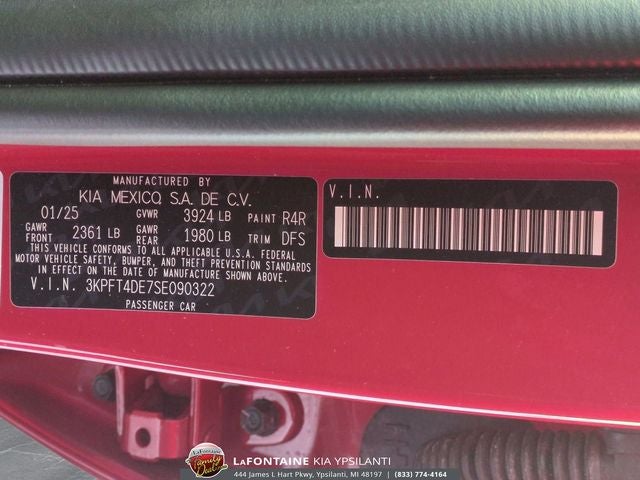 MANUFACTURED BY
KIA MEXICO, S.A. DE C.V.
01/25 GVWR 3924 LB PAINT R4R
GAWR FRONT 2361 LB GAWR REAR 1980 LB TRIM DFS
THIS VEHICLE CONFORMS TO ALL APPLICABLE U.S.A. FEDERAL
MOTOR VEHICLE SAFETY, BUMPER, AND THEFT PREVENTION STANDARDS
IN EFFECT ON THE DATE OF MANUFACTURE SHOWN ABOVE.
V.I.N. 3KPFT4DE7SE090322
PASSENGER CAR
V.I.N.
LaFontaine
Family Deal
LAFONTAINE KIA YPSILANTI
444 James L Hart Pkwy, Ypsilanti, MI 48197 | (833) 774-4164